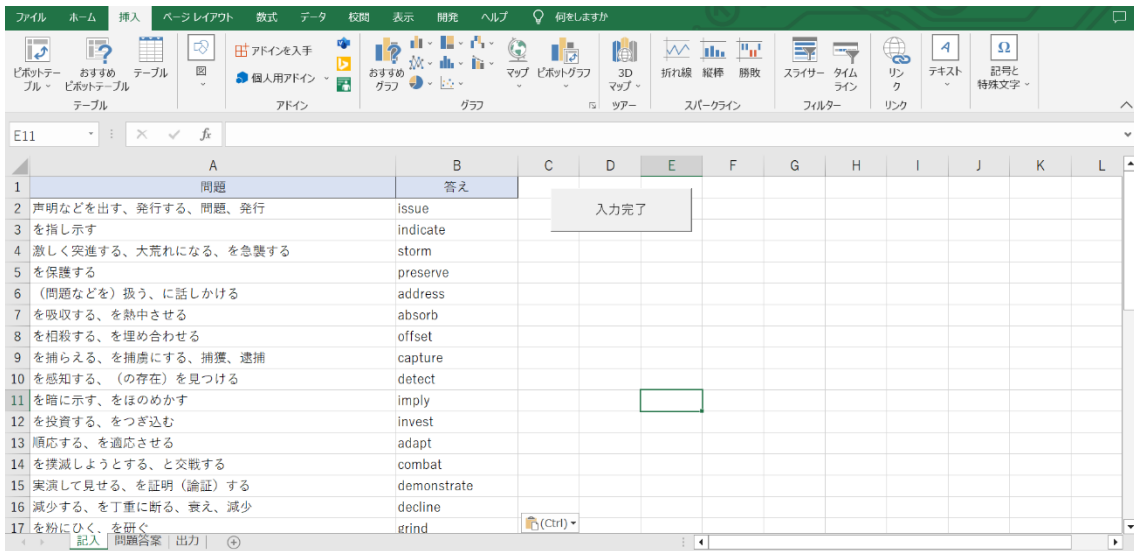 ファイル ホーム 挿入 ページ レイアウト 数式 データ 校閲 表示 開発 ヘルプ 何をしますか
ピボットテーブル おすすめピボットテーブル テーブル 図 アドインを入手 個人用アドイン おすすめグラフ マップ ピボットグラフ 3Dマップ 折れ線 縦棒 勝敗 スライサー タイムライン リンク テキスト 記号と特殊文字
テーブル アドイン グラフ ツアー スパークライン フィルター リンク
E11 fx
A B C D E F G H I J K L
1 問題 答え
入力完了
2 声明などを出す、発行する、問題、発行 issue
3 を指し示す indicate
4 激しく突進する、大荒れになる、を急襲する storm
5 を保護する preserve
6 （問題などを）扱う、に話しかける address
7 を吸収する、を熱中させる absorb
8 を相殺する、を埋め合わせる offset
9 を捕らえる、を捕虜にする、捕獲、逮捕 capture
10 を感知する、（の存在）を見つける detect
11 を暗に示す、をほのめかす imply
12 を投資する、をつぎ込む invest
13 順応する、を適応させる adapt
14 を撲滅しようとする、と交戦する combat
15 実演して見せる、を証明（論証）する demonstrate
16 減少する、を丁重に断る、衰え、減少 decline
17 を粉にひく、を研ぐ grind
(Ctrl)
記入 問題答案 出力